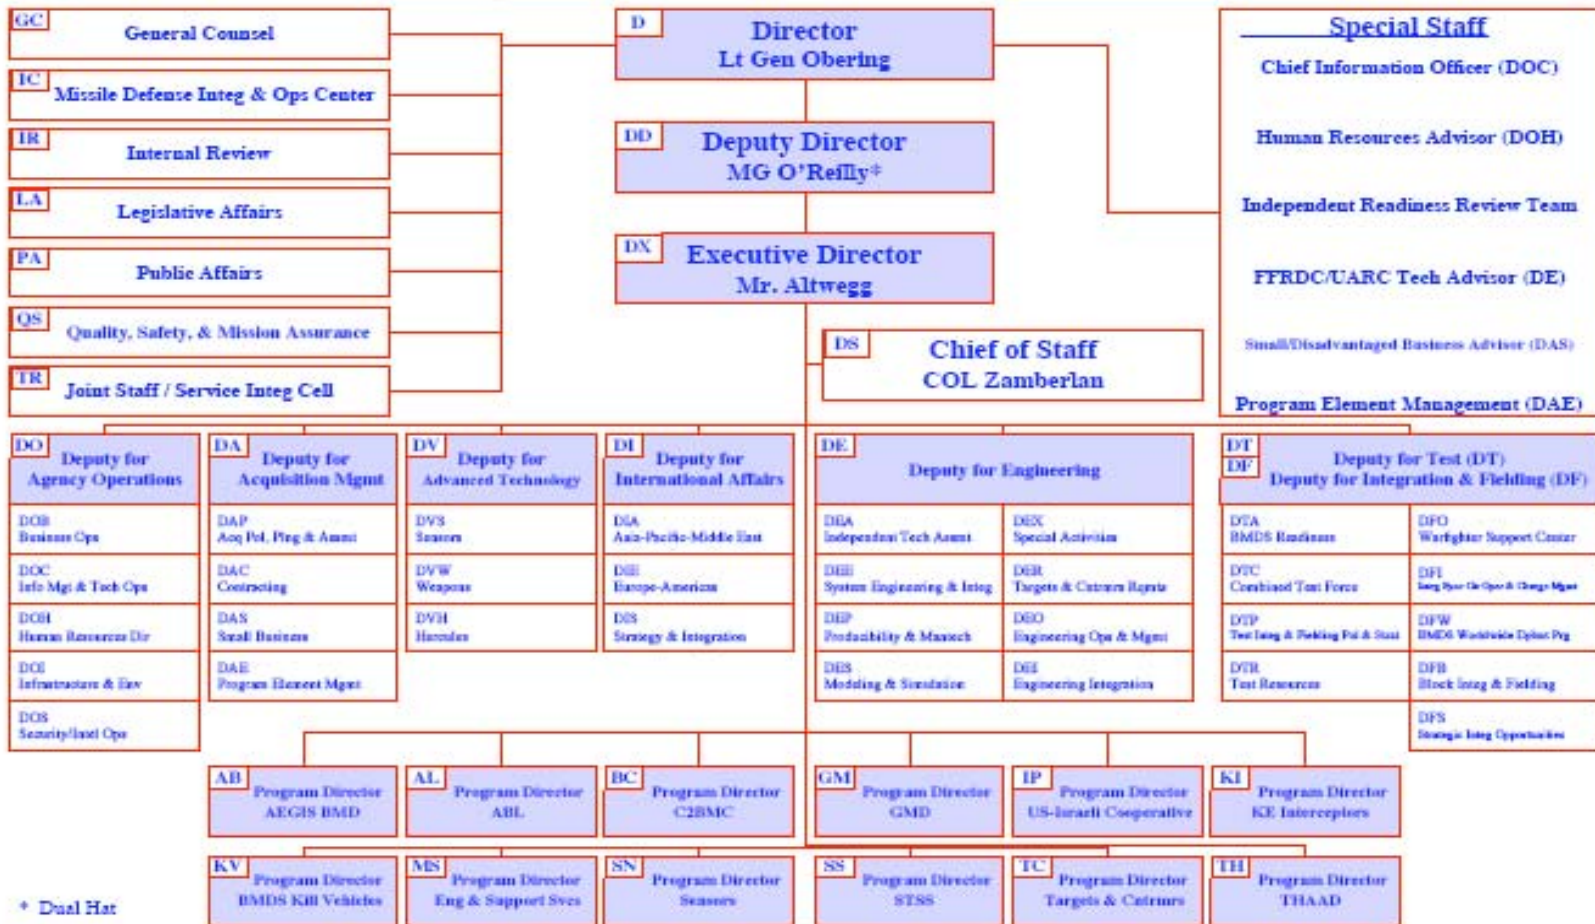 GC
General Counsel
IC
Missile Defense Integ & Ops Center
IR
Internal Review
LA
Legislative Affairs
PA
Public Affairs
QS
Quality, Safety, & Mission Assurance
TR
Joint Staff / Service Integ Cell
D
Director
Lt Gen Obering
DD
Deputy Director
MG O'Reilly*
DX
Executive Director
Mr. Altwegg
DS
Chief of Staff
COL Zamberlan
Special Staff
Chief Information Officer (DOC)
Human Resources Advisor (DOH)
Independent Readiness Review Team
FFRDC/UARC Tech Advisor (DE)
Small/Disadvantaged Business Advisor (DAS)
Program Element Management (DAE)
DO
Deputy for
Agency Operations
DOB
Business Ops
DOC
Info Mgt & Tech Ops
DOH
Human Resources Dir
DOI
Infrastructure & Env
DOS
Security/Intel Ops
DA
Deputy for
Acquisition Mgmt
DAP
Acq Pol, Plng & Assmt
DAC
Contracting
DAS
Small Business
DAE
Program Element Mgmt
DV
Deputy for
Advanced Technology
DVS
Sensors
DVW
Weapons
DVH
Hercules
DI
Deputy for
International Affairs
DIA
Asia-Pacific-Middle East
DIE
Europe-Americas
DIS
Strategy & Integration
DE
Deputy for Engineering
DEA
Independent Tech Assmt
DEE
System Engineering & Integ
DEP
Producibility & Mantech
DES
Modeling & Simulation
DEX
Special Activities
DER
Targets & Cntrmrs Rqmts
DEO
Engineering Ops & Mgmt
DEI
Engineering Integration
DT
DF
Deputy for Test (DT)
Deputy for Integration & Fielding (DF)
DTA
BMDS Readiness
DTC
Combined Test Force
DTP
Test Integ & Fielding Pol & Stnd
DTR
Test Resources
DFO
Warfighter Support Center
DFI
Integ & Change Mgmt
DFW
BMDS Worldwide Dplmt Prg
DFB
Block Integ & Fielding
DFS
Strategic Integ Opportunities
AB
Program Director
AEGIS BMD
AL
Program Director
ABL
BC
Program Director
C2BMC
GM
Program Director
GMD
IP
Program Director
US-Israeli Cooperative
KI
Program Director
KE Interceptors
KV
Program Director
BMDS Kill Vehicles
MS
Program Director
Eng & Support Svcs
SN
Program Director
Sensors
SS
Program Director
STSS
TC
Program Director
Targets & Cntrmrs
TH
Program Director
THAAD
* Dual Hat